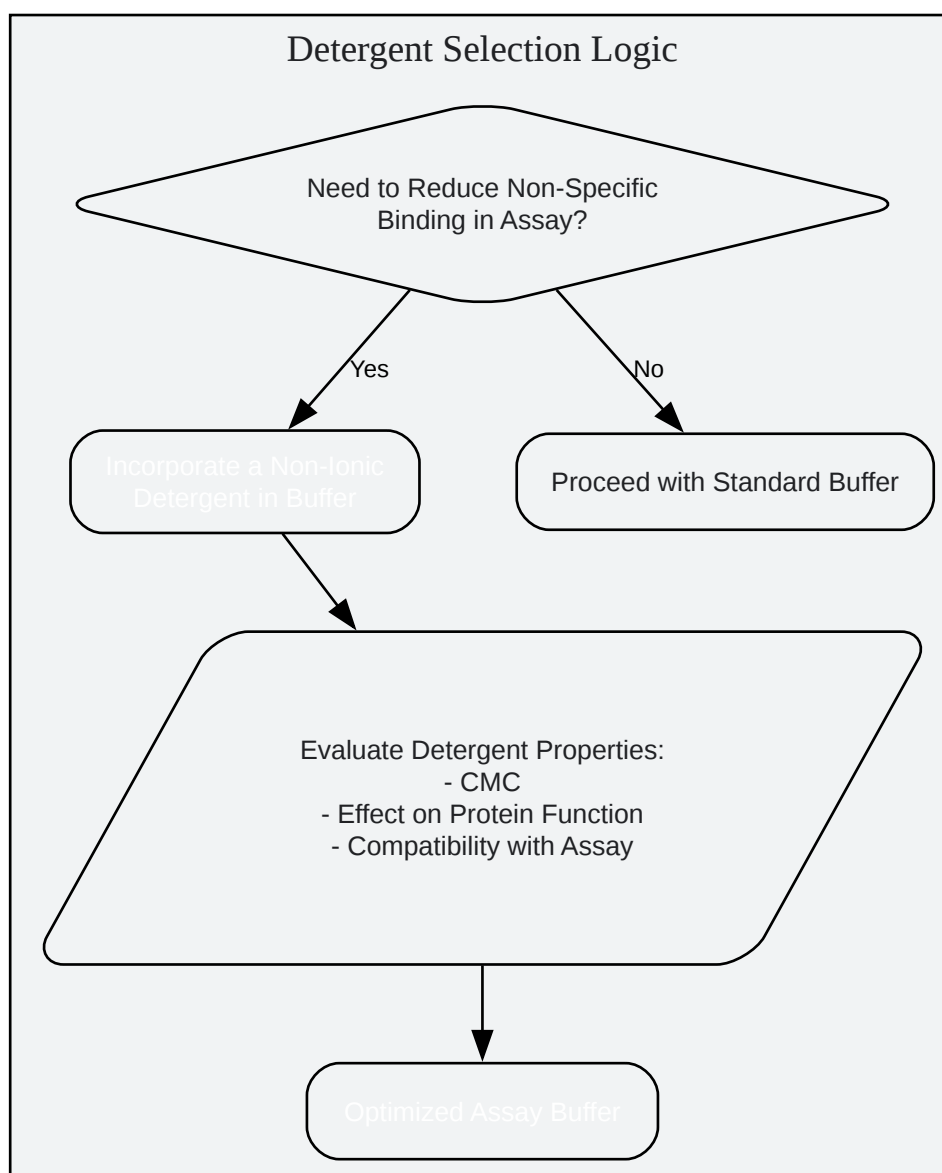 Detergent Selection Logic
Need to Reduce Non-Specific
Binding in Assay?
Yes
No
Incorporate a Non-Ionic
Detergent in Buffer
Proceed with Standard Buffer
Evaluate Detergent Properties:
- CMC
- Effect on Protein Function
- Compatibility with Assay
Optimized Assay Buffer